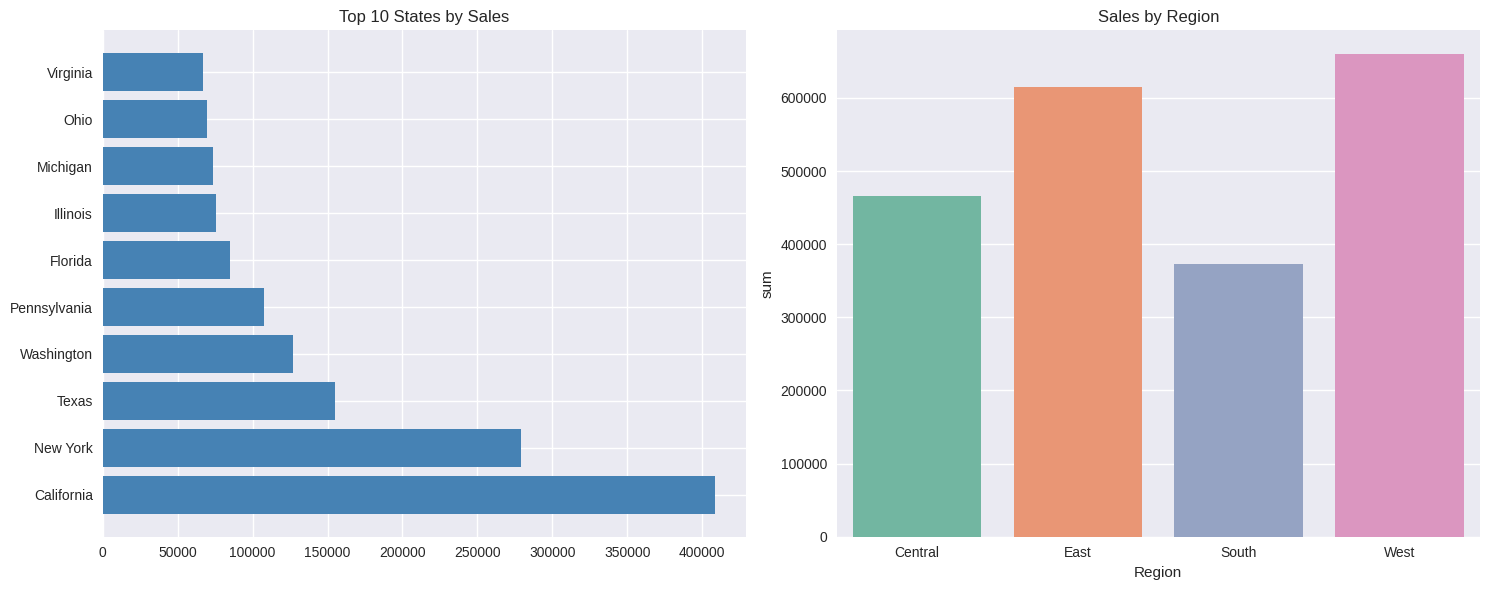 Top 10 States by Sales
Virginia
Ohio
Michigan
Illinois
Florida
Pennsylvania
Washington
Texas
New York
California
0 50000 100000 150000 200000 250000 300000 350000 400000
Sales by Region
sum
600000
500000
400000
300000
200000
100000
0
Central East South West
Region